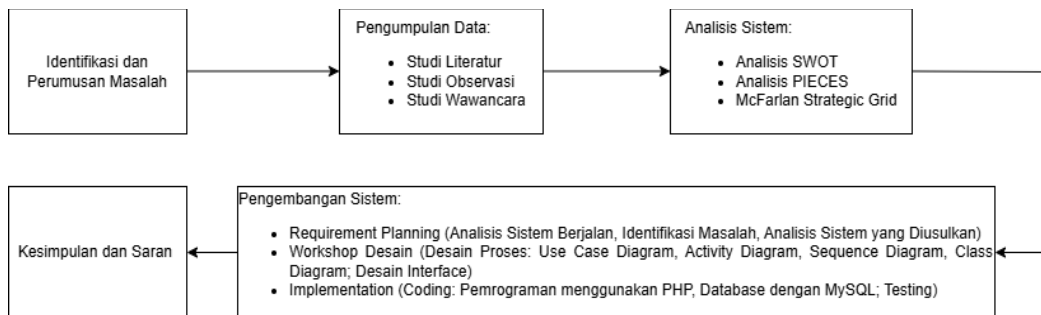 Identifikasi dan
Perumusan Masalah
Pengumpulan Data:
• Studi Literatur
• Studi Observasi
• Studi Wawancara
Analisis Sistem:
• Analisis SWOT
• Analisis PIECES
• McFarlan Strategic Grid
Pengembangan Sistem:
• Requirement Planning (Analisis Sistem Berjalan, Identifikasi Masalah, Analisis Sistem yang Diusulkan)
• Workshop Desain (Desain Proses: Use Case Diagram, Activity Diagram, Sequence Diagram, Class
Diagram; Desain Interface)
• Implementation (Coding: Pemrograman menggunakan PHP, Database dengan MySQL; Testing)
Kesimpulan dan Saran